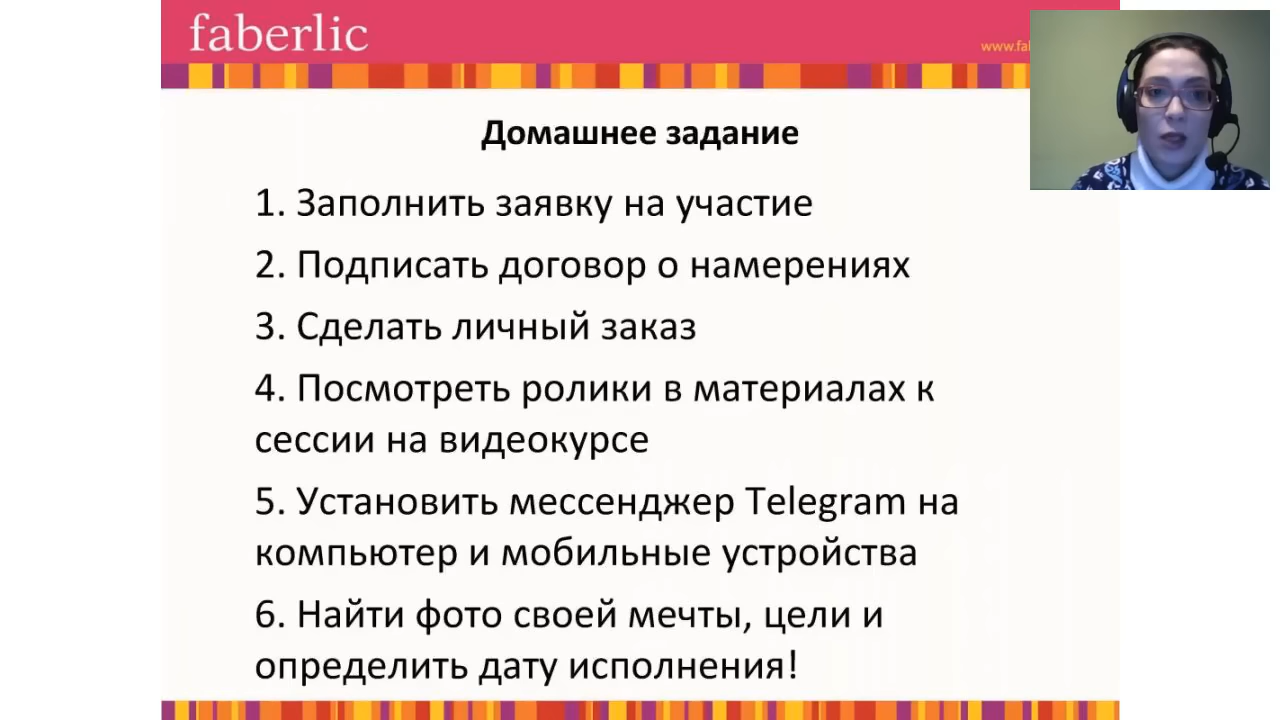 faberlic
www.fa
Домашнее задание
1. Заполнить заявку на участие
2. Подписать договор о намерениях
3. Сделать личный заказ
4. Посмотреть ролики в материалах к
сессии на видеокурсе
5. Установить мессенджер Telegram на
компьютер и мобильные устройства
6. Найти фото своей мечты, цели и
определить дату исполнения!